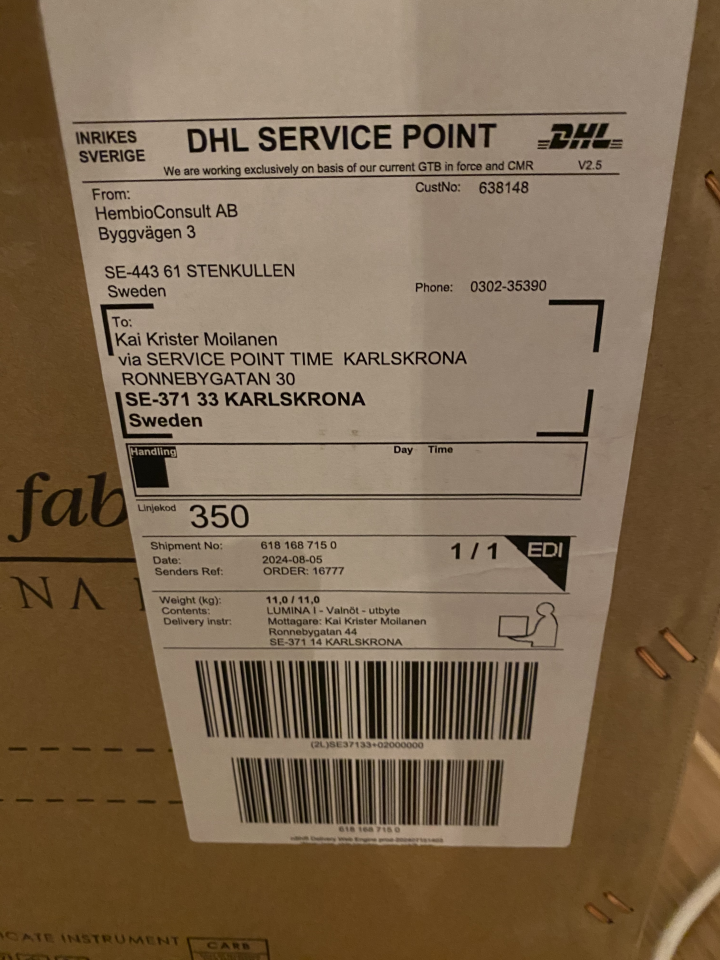 INRIKES
SVERIGE
DHL SERVICE POINT
DHL
We are working exclusively on basis of our current GTB in force and CMR
V2.5
From:
CustNo: 638148
HembioConsult AB
Byggvägen 3
SE-443 61 STENKULLEN
Sweden
Phone: 0302-35390
To:
Kai Krister Moilanen
via SERVICE POINT TIME KARLSKRONA
RONNEBYGATAN 30
SE-371 33 KARLSKRONA
Sweden
Handling Day Time
Linjekod 350
Shipment No: 618 168 715 0
Date: 2024-08-05
Senders Ref: ORDER: 16777
1 / 1 EDI
Weight (kg): 11,0 / 11,0
Contents: LUMINA I - Valnöt - utbyte
Delivery instr: Mottagare: Kai Krister Moilanen
Ronnebygatan 44
SE-371 14 KARLSKRONA
(2L)SE37133+02000000
618 168 715 0
fab
NA
CATE INSTRUMENT
CARB